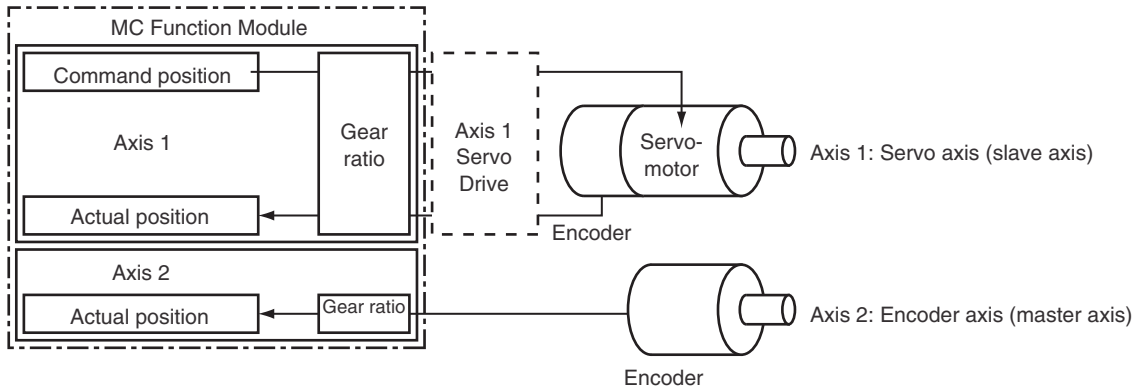 MC Function Module
Command position
Axis 1
Actual position
Gear
ratio
Axis 1
Servo
Drive
Servo-
motor
Encoder
Axis 1: Servo axis (slave axis)
Axis 2
Actual position
Gear ratio
Encoder
Axis 2: Encoder axis (master axis)